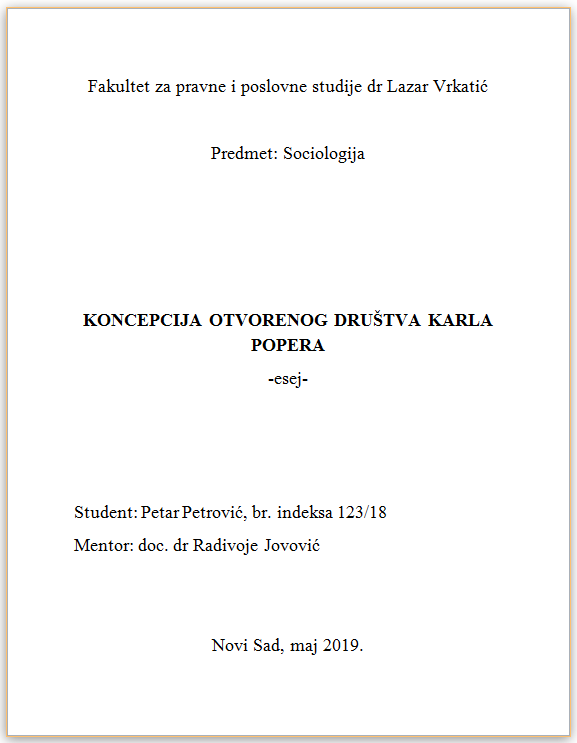 Fakultet za pravne i poslovne studije dr Lazar Vrkatić
Predmet: Sociologija
KONCEPCIJA OTVORENOG DRUŠTVA KARLA
POPERA
-esej-
Student: Petar Petrović, br. indeksa 123/18
Mentor: doc. dr Radivoje Jovović
Novi Sad, maj 2019.